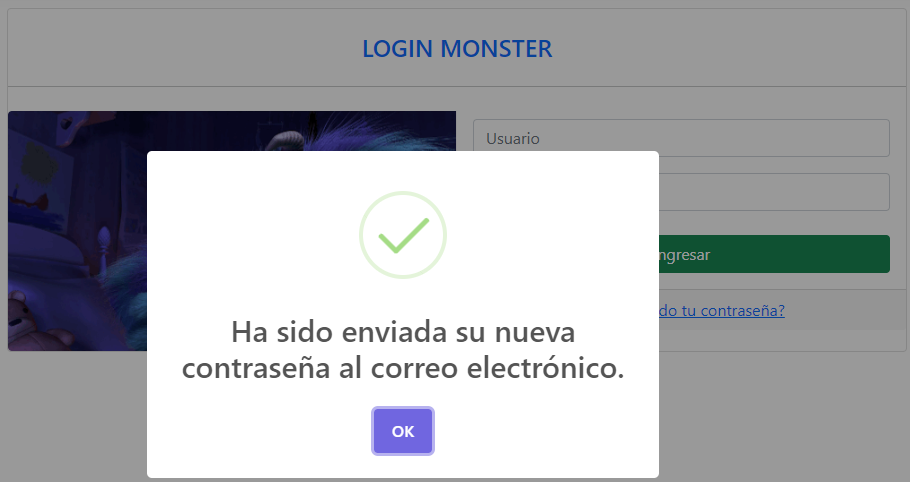 LOGIN MONSTER
Usuario
ngresar
do tu contraseña?
Ha sido enviada su nueva
contraseña al correo electrónico.
OK